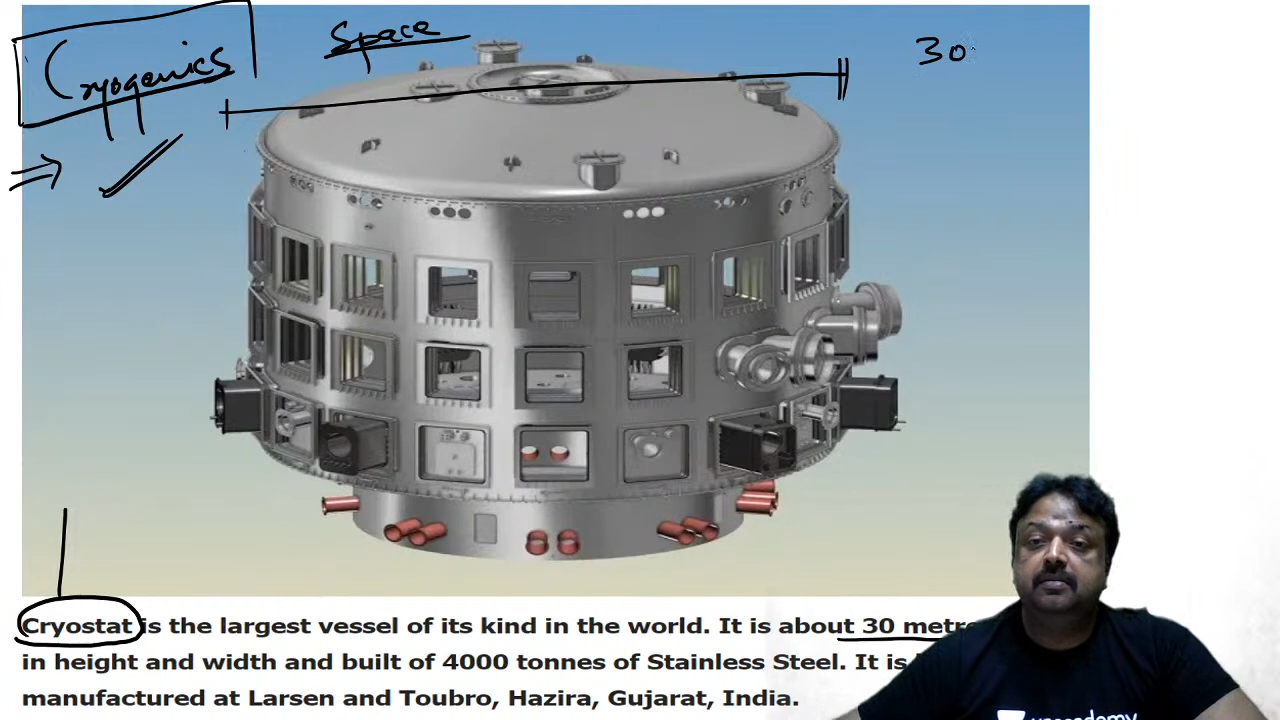 Cryogenics
Space
30
Cryostat is the largest vessel of its kind in the world. It is about 30 metre
in height and width and built of 4000 tonnes of Stainless Steel. It is
manufactured at Larsen and Toubro, Hazira, Gujarat, India.